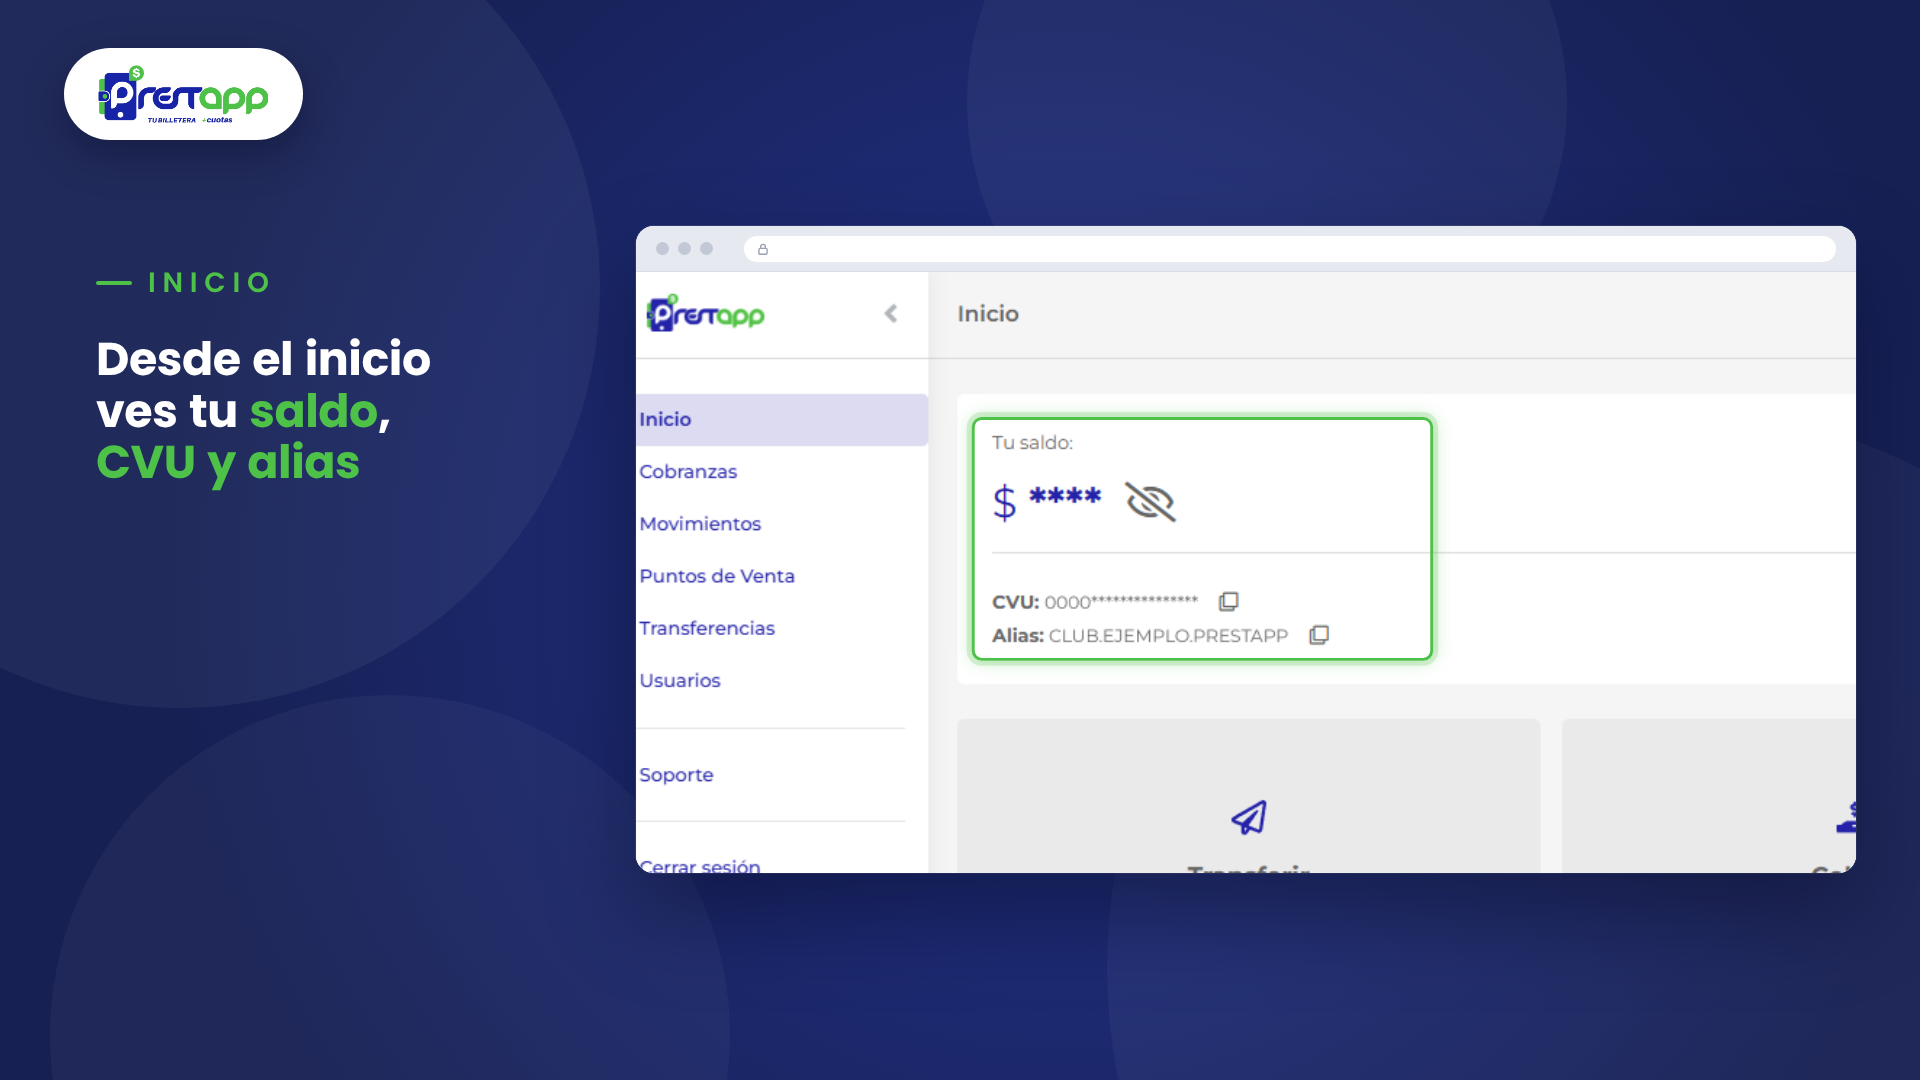 Prestapp
TU BILLETERA +cuotas
INICIO
Desde el inicio
ves tu saldo,
CVU y alias
Prestapp
Inicio
Inicio
Cobranzas
Movimientos
Puntos de Venta
Transferencias
Usuarios
Soporte
Cerrar sesión
Tu saldo:
$ ****
CVU: 0000***************
Alias: CLUB.EJEMPLO.PRESTAPP
Transferir